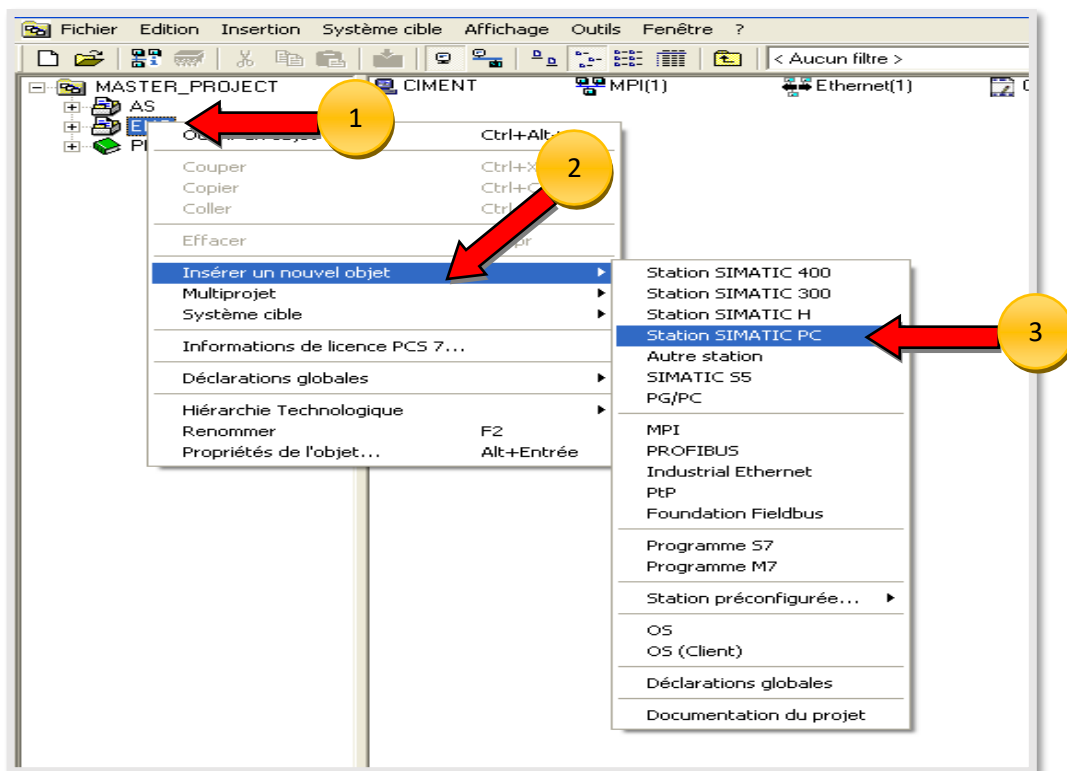 Fichier Edition Insertion Système cible Affichage Outils Fenêtre ?
< Aucun filtre >
MASTER_PROJECT
AS
CIMENT
MPI(1)
Ethernet(1)
1
Ctrl+Alt+
Couper
Copier
Coller
Effacer
2
Insérer un nouvel objet
Multiprojet
Système cible
Informations de licence PCS 7...
Déclarations globales
Hiérarchie Technologique
Renommer F2
Propriétés de l'objet... Alt+Entrée
Station SIMATIC 400
Station SIMATIC 300
Station SIMATIC H
Station SIMATIC PC
3
Autre station
SIMATIC S5
PG/PC
MPI
PROFIBUS
Industrial Ethernet
PtP
Foundation Fieldbus
Programme S7
Programme M7
Station préconfigurée...
OS
OS (Client)
Déclarations globales
Documentation du projet